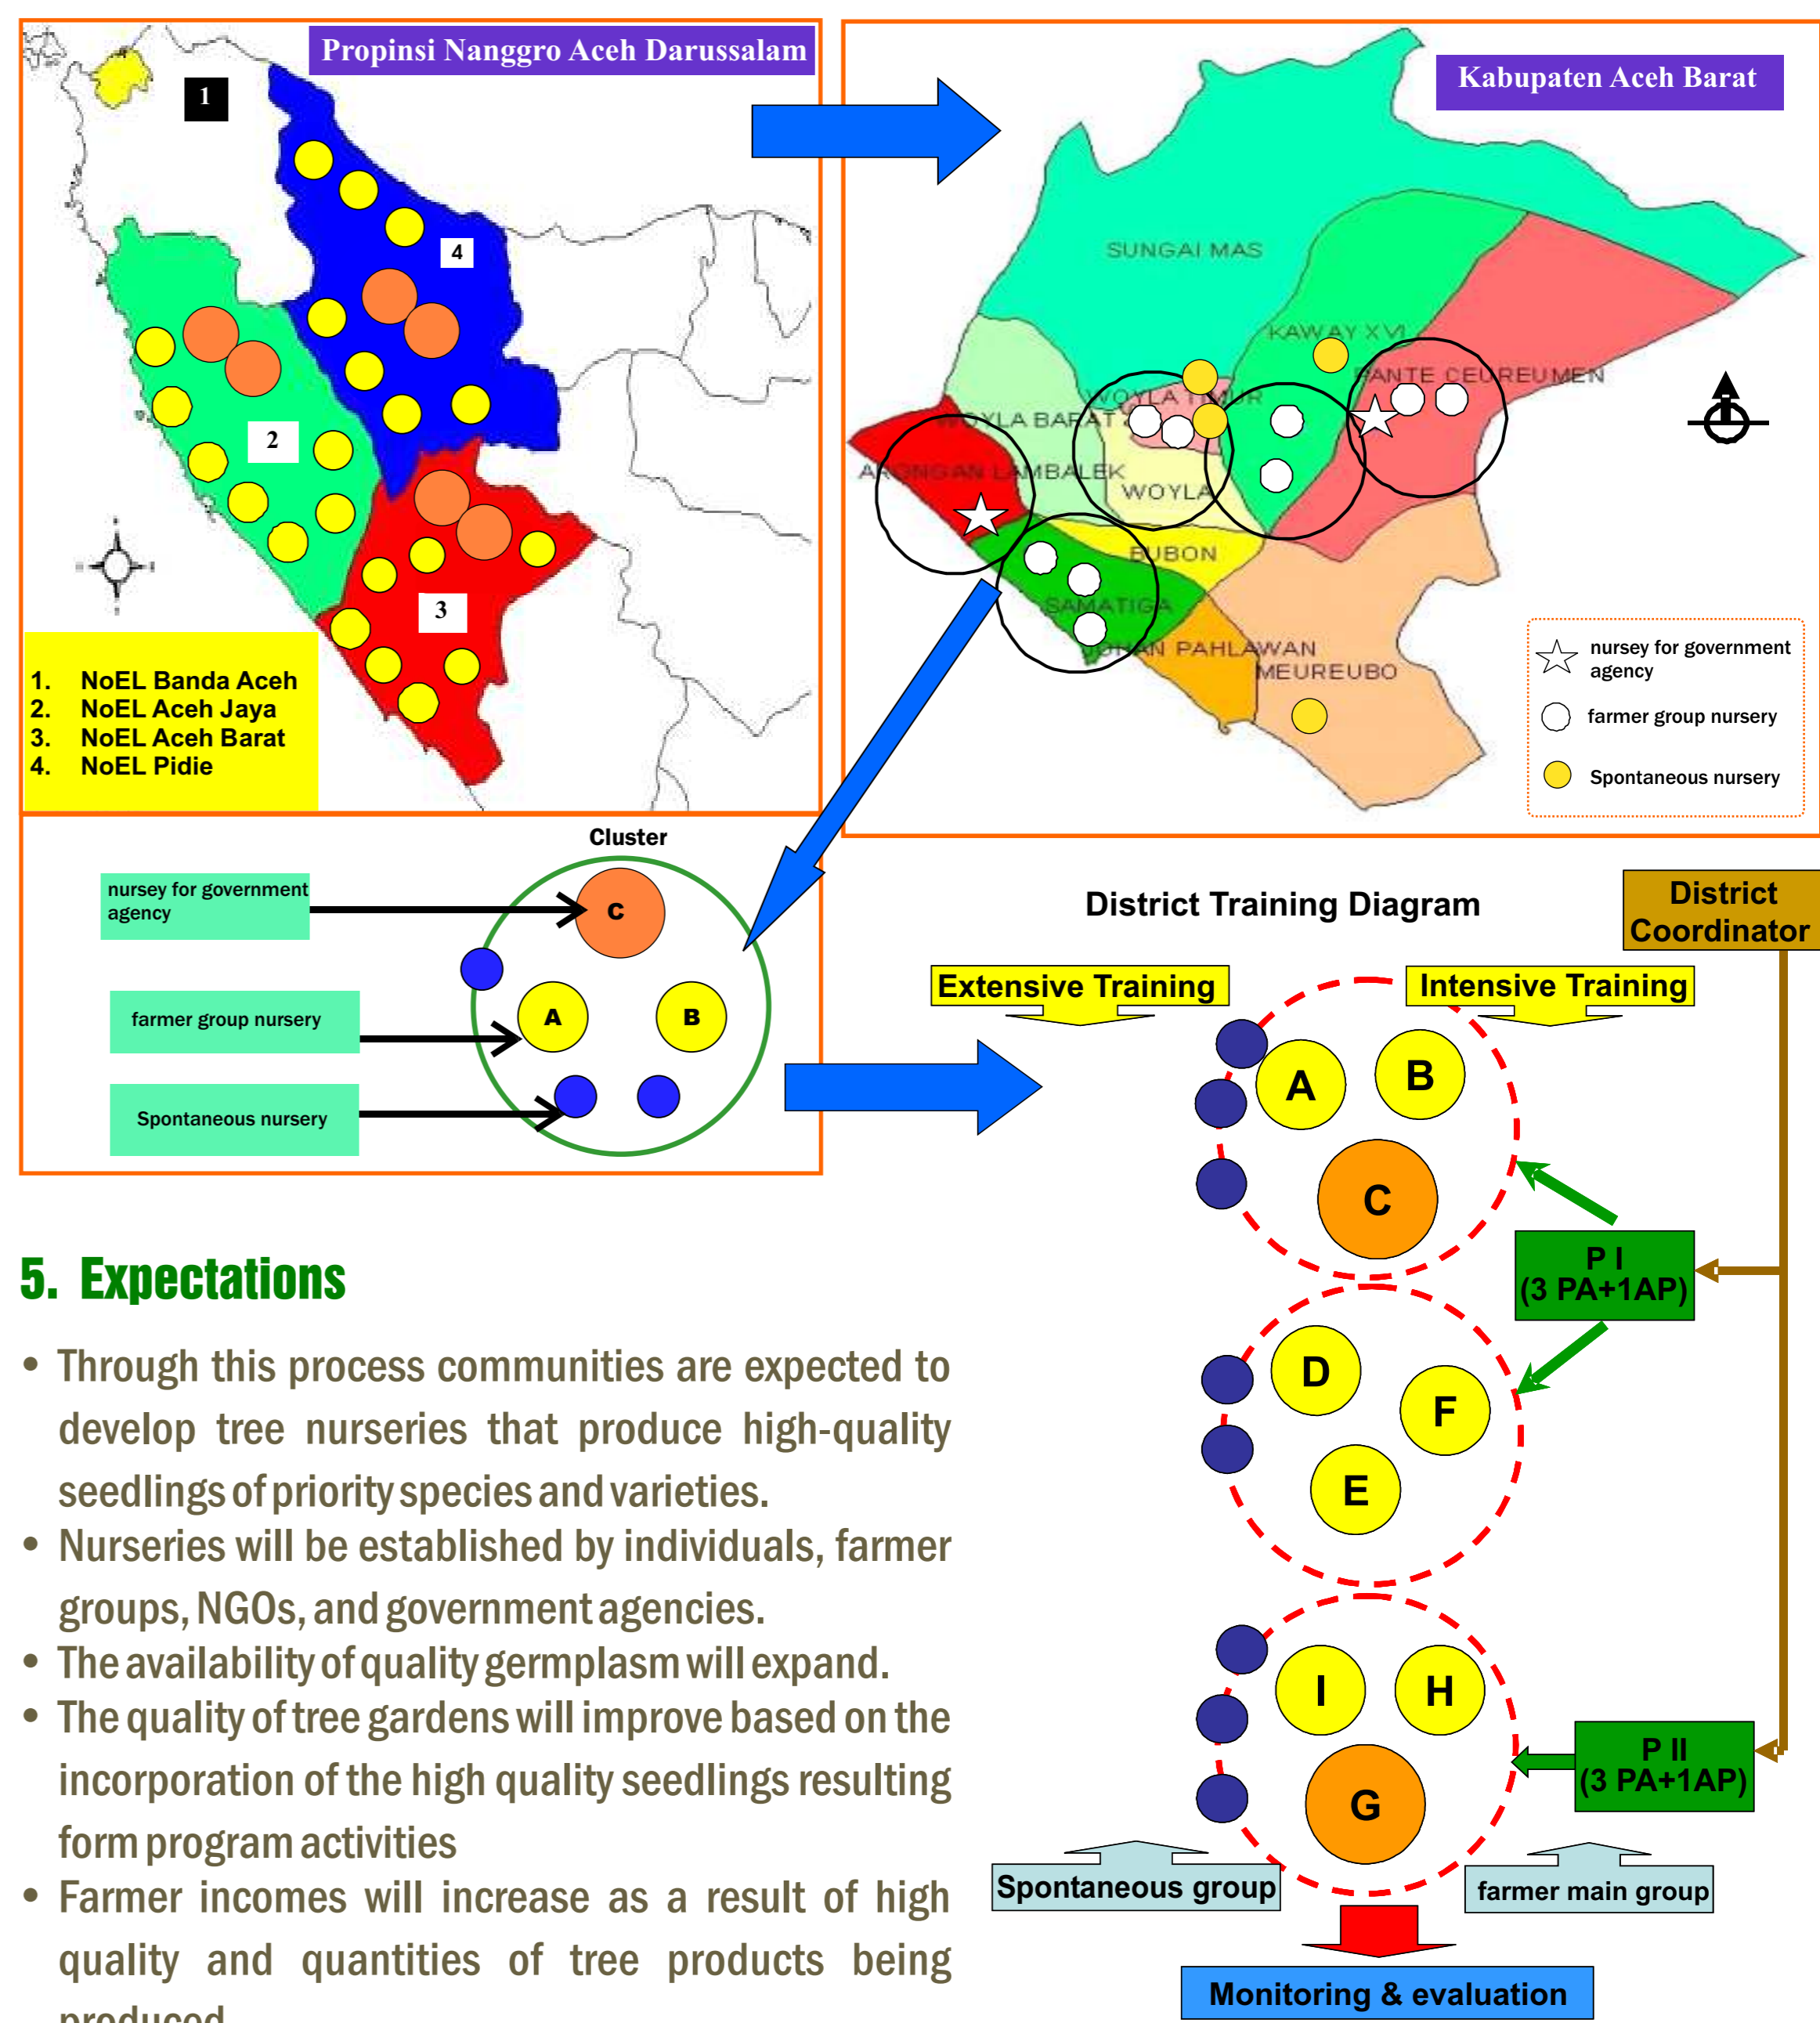 Propinsi Nanggro Aceh Darussalam
1
4
2
3
1. NoEL Banda Aceh
2. NoEL Aceh Jaya
3. NoEL Aceh Barat
4. NoEL Pidie
Kabupaten Aceh Barat
SUNGAI MAS
KAWAY XVI
PANTE CEUREUMEN
WOYLA TIMUR
WOYLA BARAT
ARONGAN LAMBALEK
WOYLA
BUBON
SAMATIGA
JOHAN PAHLAWAN
MEUREUBO
nursey for government
agency
farmer group nursery
Spontaneous nursery
Cluster
nursey for government
agency
C
farmer group nursery
A
B
Spontaneous nursery
District Training Diagram
District
Coordinator
Extensive Training
Intensive Training
A
B
C
P I
(3 PA+1AP)
D
F
E
I
H
G
P II
(3 PA+1AP)
Spontaneous group
farmer main group
Monitoring & evaluation
5. Expectations
• Through this process communities are expected to
develop tree nurseries that produce high-quality
seedlings of priority species and varieties.
• Nurseries will be established by individuals, farmer
groups, NGOs, and government agencies.
• The availability of quality germplasm will expand.
• The quality of tree gardens will improve based on the
incorporation of the high quality seedlings resulting
form program activities
• Farmer incomes will increase as a result of high
quality and quantities of tree products being
produced